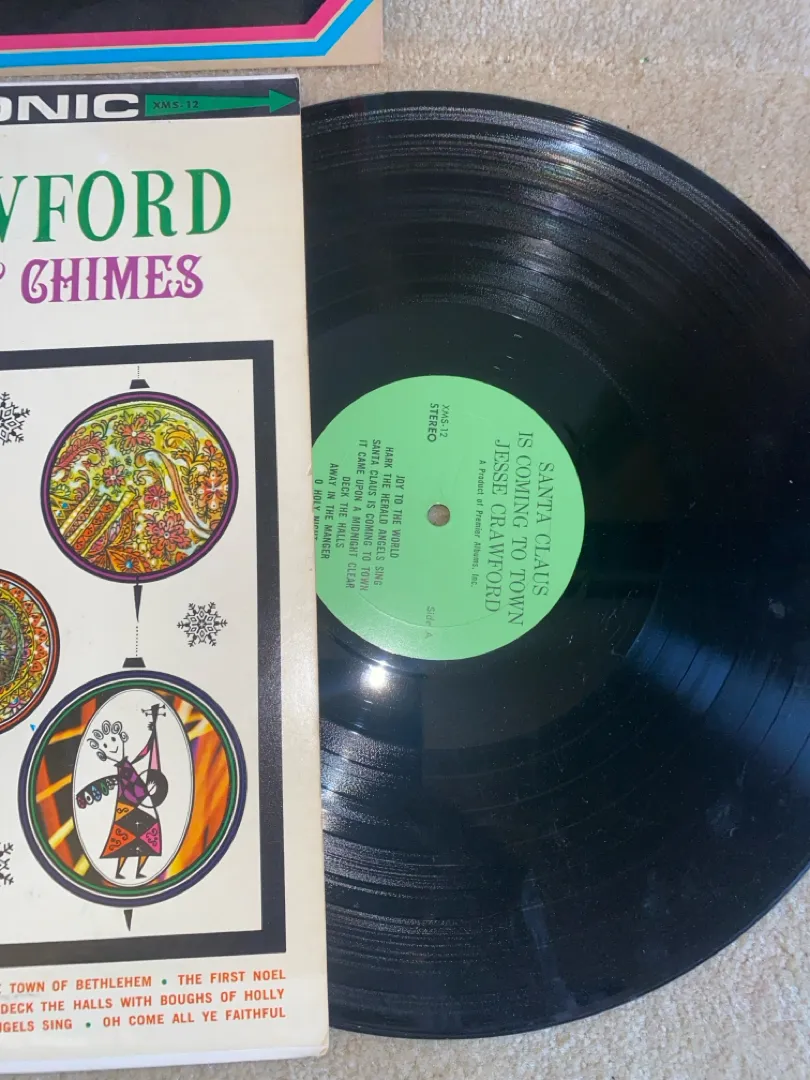 ONIC XMS-12
WFORD
CHIMES
TOWN OF BETHLEHEM • THE FIRST NOEL
DECK THE HALLS WITH BOUGHS OF HOLLY
NGELS SING • OH COME ALL YE FAITHFUL
SANTA CLAUS
IS COMING TO TOWN
JESSE CRAWFORD
A Product of Premier Albums, Inc.
XMS-12
STEREO
Side A
JOY TO THE WORLD
HARK THE HERALD ANGELS SING
SANTA CLAUS IS COMING TO TOWN
IT CAME UPON A MIDNIGHT CLEAR
DECK THE HALLS
AWAY IN THE MANGER
O HOLY NIGHT